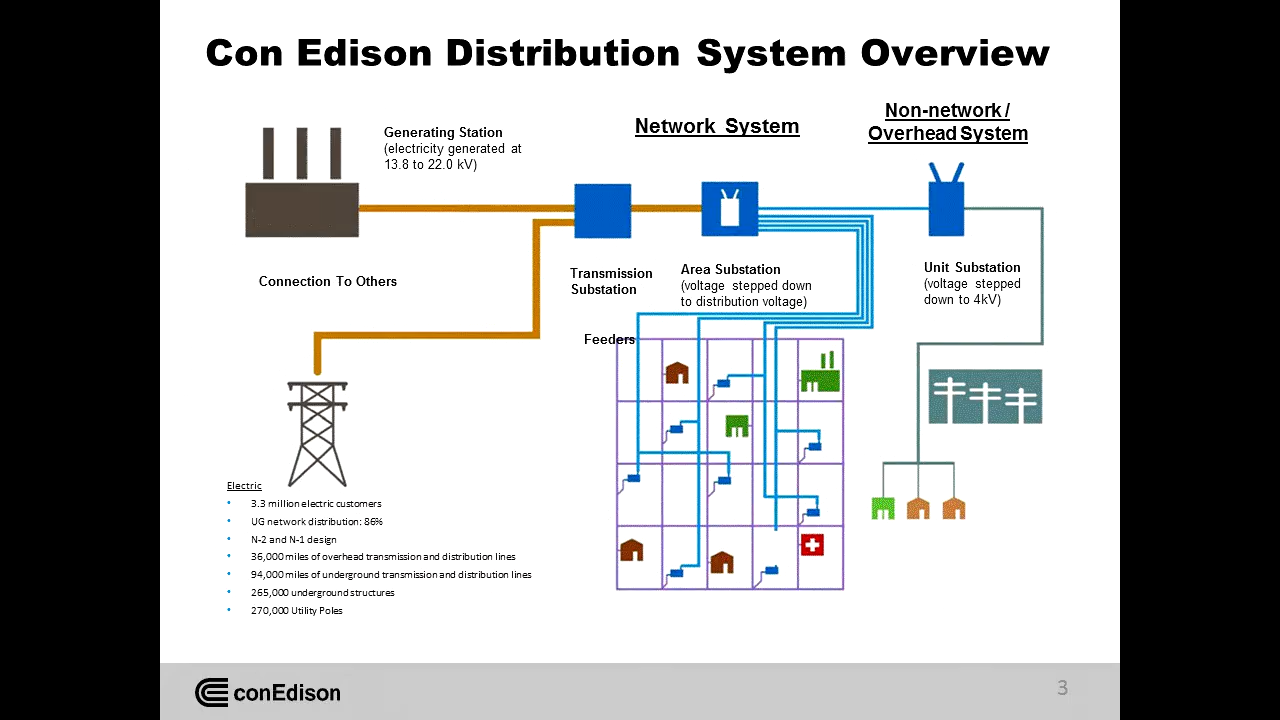 Con Edison Distribution System Overview
Generating Station
(electricity generated at
13.8 to 22.0 kV)
Network System
Non-network /
Overhead System
Connection To Others
Transmission
Substation
Area Substation
(voltage stepped down
to distribution voltage)
Unit Substation
(voltage stepped
down to 4kV)
Feeders
Electric
• 3.3 million electric customers
• UG network distribution: 86%
• N-2 and N-1 design
• 36,000 miles of overhead transmission and distribution lines
• 94,000 miles of underground transmission and distribution lines
• 265,000 underground structures
• 270,000 Utility Poles
conEdison
3